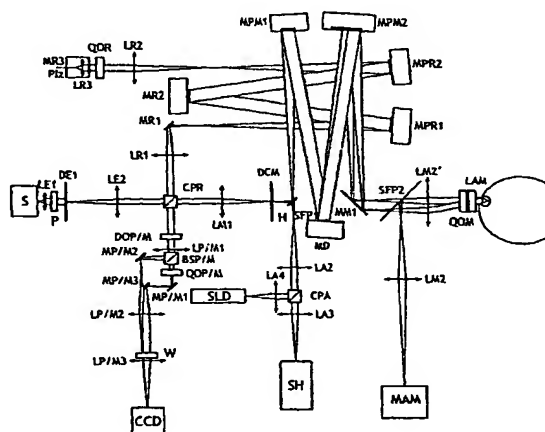 MPM1
MPM2
QOR
LR2
MR3
Piz
LR3
MPR2
MR2
MR1
MPR1
LR1
DE1
LE1
LE2
CPR
DCM
LM2'
LAM
SFP2
S
P
LM1
H
SFP
MM1
QOM
MD
DOP/M
MP/M2
LP/M1
BSP/M
QOP/M
MP/M3
MP/M1
LA2
LA4
SLD
CPA
LM2
LP/M2
LA3
LP/M3
W
SH
MAM
CCD